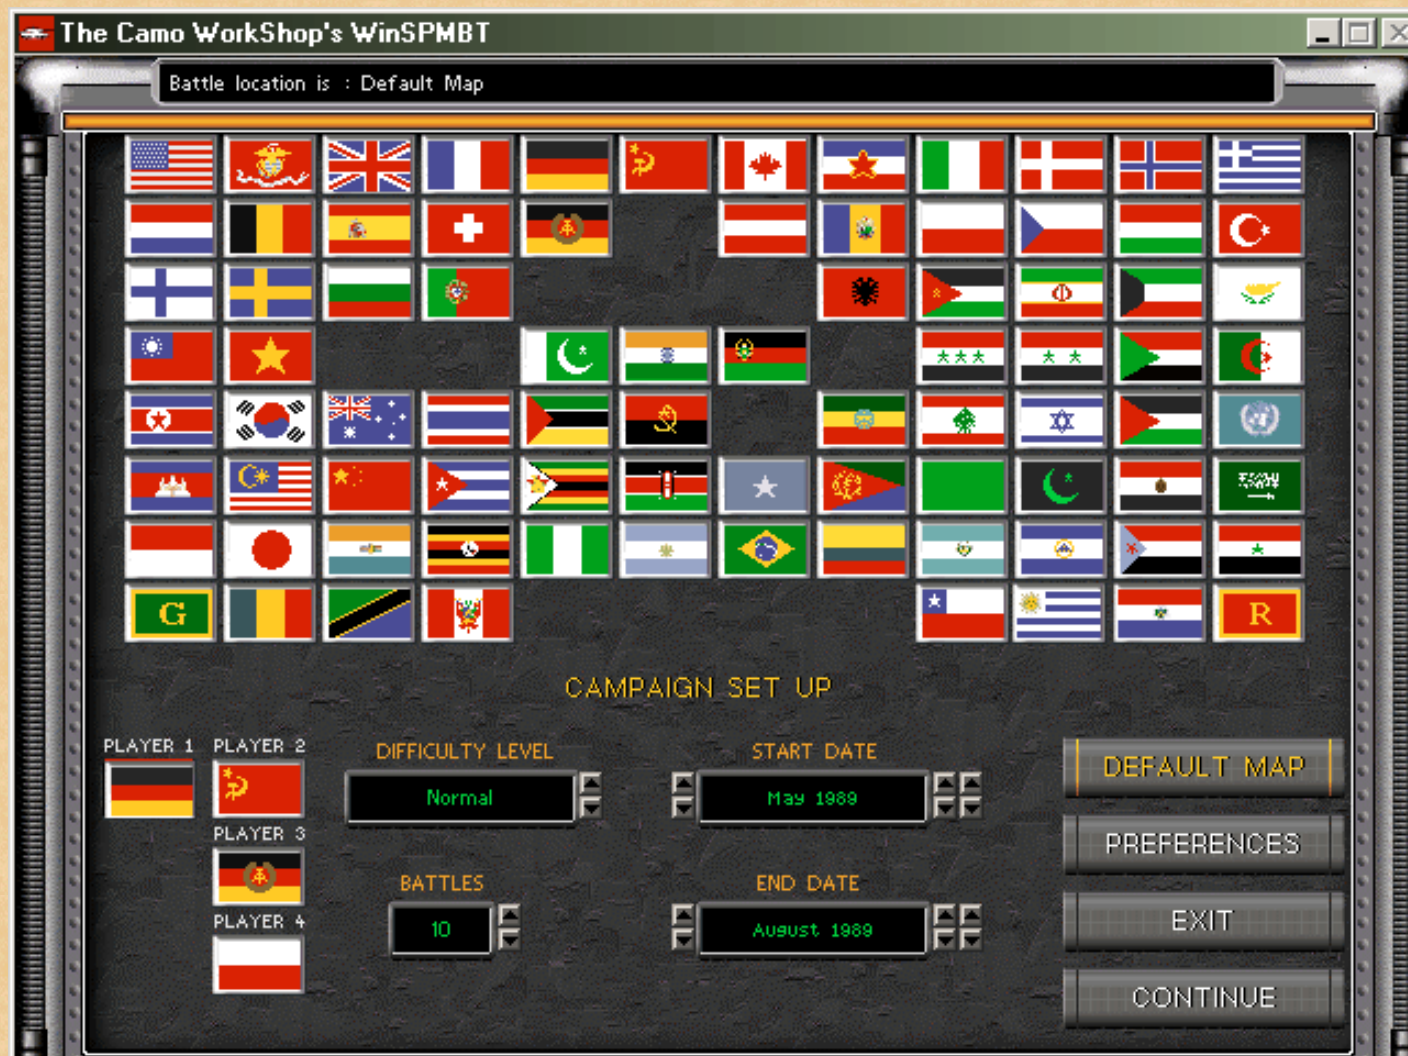 The Camo WorkShop's WinSPMBT
Battle location is : Default Map
G
R
CAMPAIGN SET UP
PLAYER 1
PLAYER 2
DIFFICULTY LEVEL
START DATE
DEFAULT MAP
Normal
May 1989
PLAYER 3
PREFERENCES
BATTLES
END DATE
PLAYER 4
EXIT
10
August 1989
CONTINUE